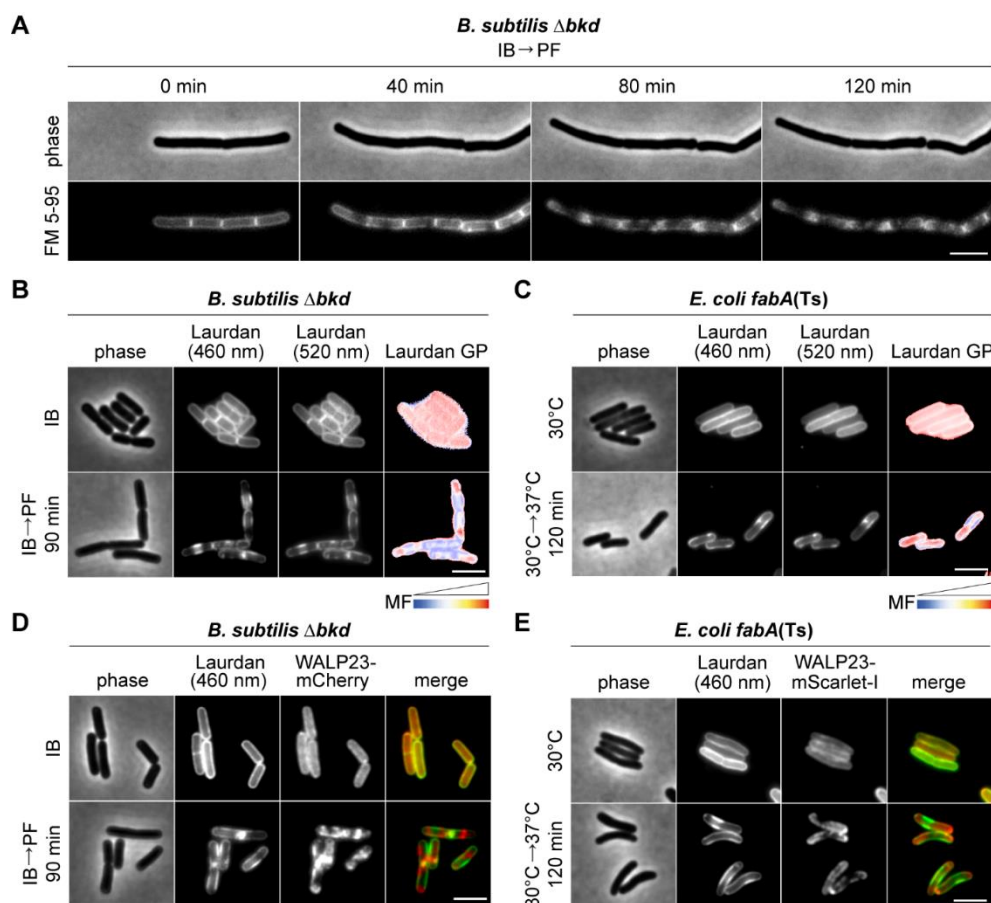 A
B. subtilis Δbkd
IB→PF
0 min 40 min 80 min 120 min
phase
FM 5-95
B
B. subtilis Δbkd
phase Laurdan (460 nm) Laurdan (520 nm) Laurdan GP
IB
IB→PF 90 min
MF
C
E. coli fabA(Ts)
phase Laurdan (460 nm) Laurdan (520 nm) Laurdan GP
30°C
30°C→37°C 120 min
MF
D
B. subtilis Δbkd
phase Laurdan (460 nm) WALP23-mCherry merge
IB
IB→PF 90 min
E
E. coli fabA(Ts)
phase Laurdan (460 nm) WALP23-mScarlet-I merge
30°C
30°C→37°C 120 min